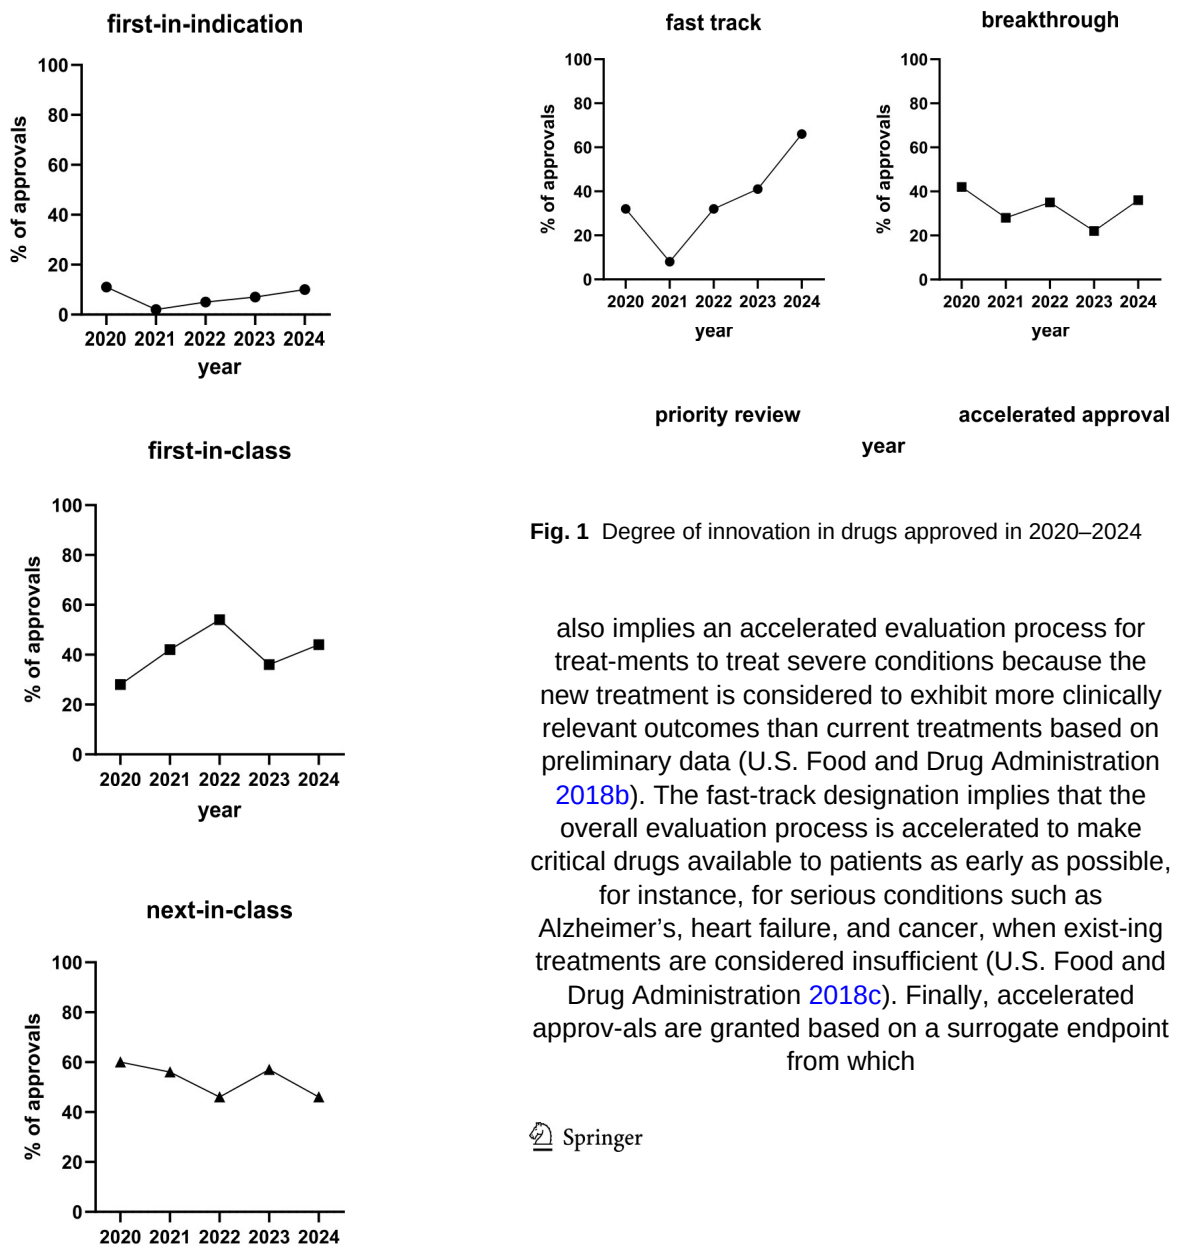 first-in-indication
% of approvals
100
80
60
40
20
0
2020 2021 2022 2023 2024
year
first-in-class
% of approvals
100
80
60
40
20
0
2020 2021 2022 2023 2024
year
next-in-class
% of approvals
100
80
60
40
20
0
2020 2021 2022 2023 2024
fast track
% of approvals
100
80
60
40
20
0
2020 2021 2022 2023 2024
year
breakthrough
% of approvals
100
80
60
40
20
0
2020 2021 2022 2023 2024
year
priority review
accelerated approval
year
Fig. 1 Degree of innovation in drugs approved in 2020–2024
also implies an accelerated evaluation process for
treat-ments to treat severe conditions because the
new treatment is considered to exhibit more clinically
relevant outcomes than current treatments based on
preliminary data (U.S. Food and Drug Administration
2018b). The fast-track designation implies that the
overall evaluation process is accelerated to make
critical drugs available to patients as early as possible,
for instance, for serious conditions such as
Alzheimer’s, heart failure, and cancer, when exist-ing
treatments are considered insufficient (U.S. Food and
Drug Administration 2018c). Finally, accelerated
approv-als are granted based on a surrogate endpoint
from which
Springer